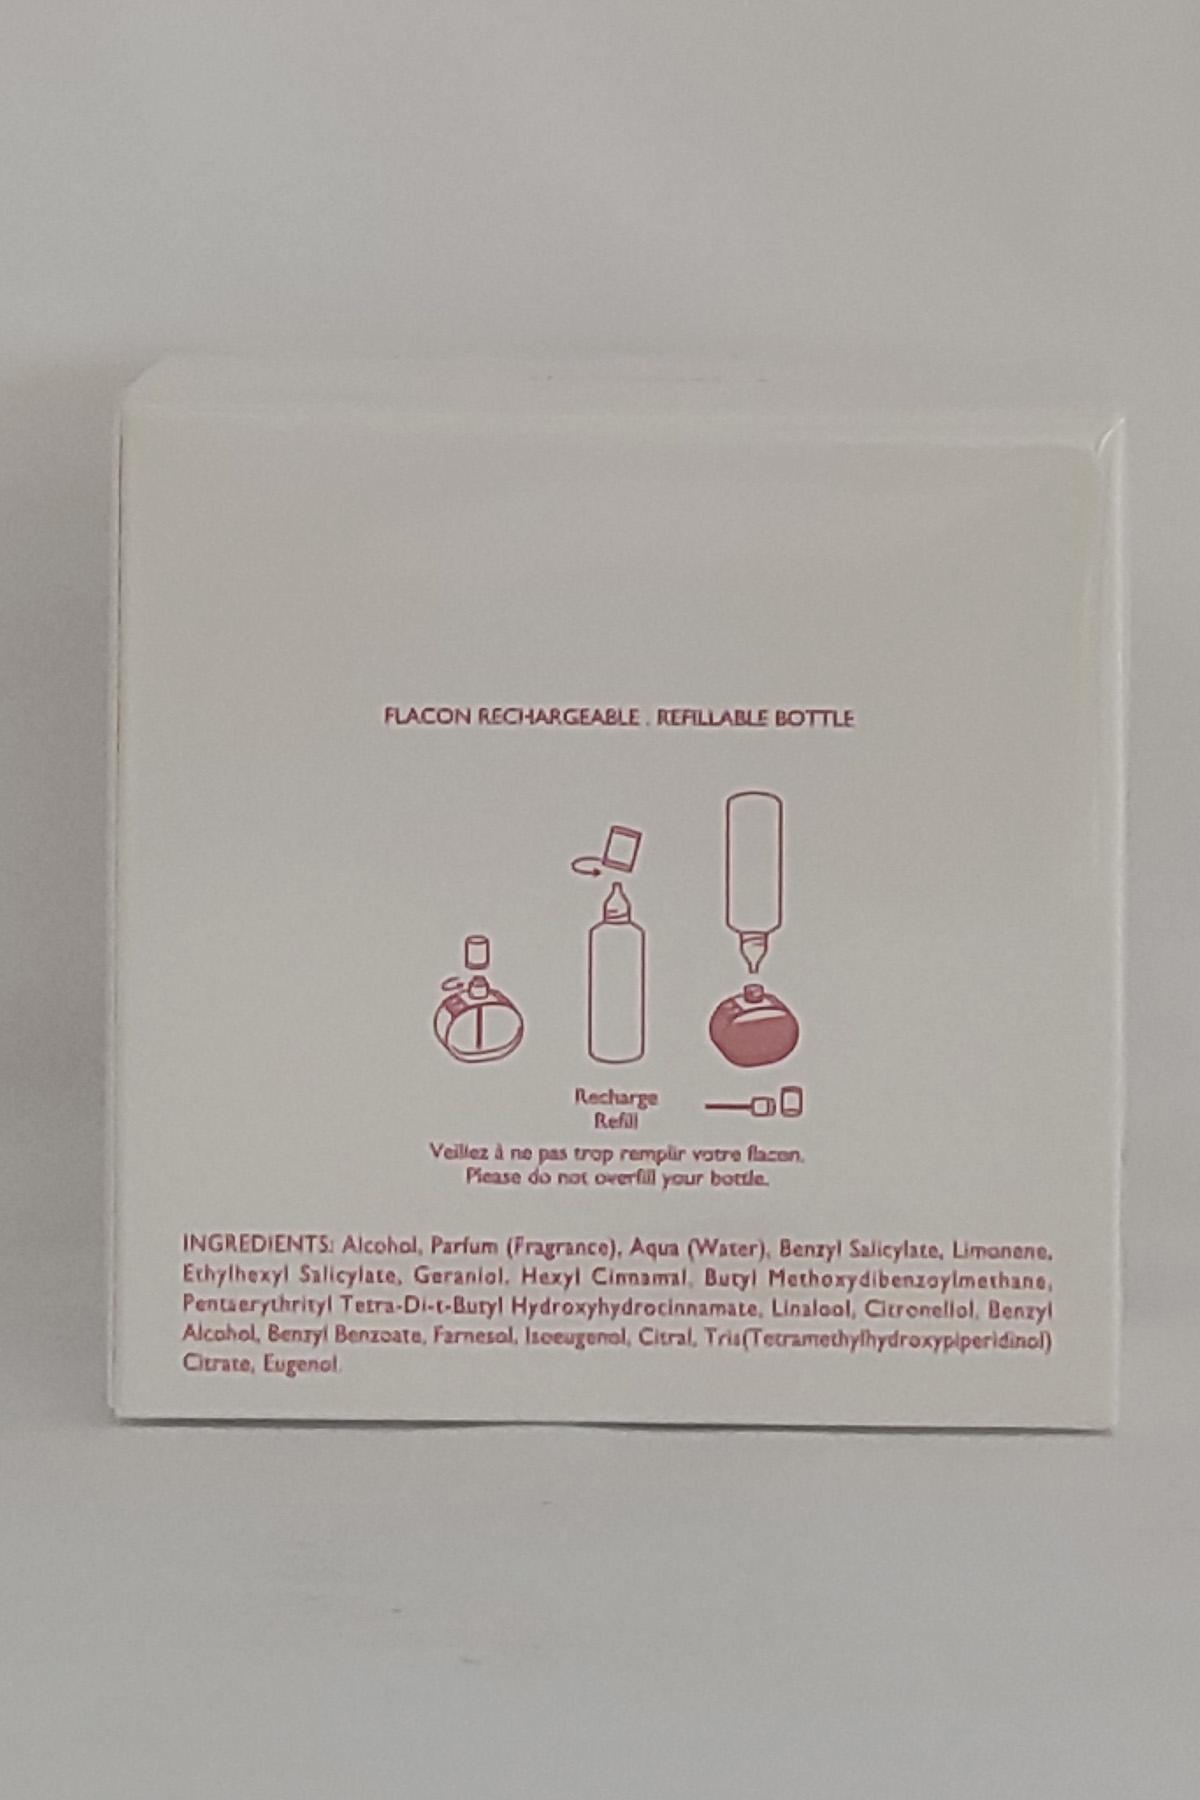 FLACON RECHARGEABLE . REFILLABLE BOTTLE
Recharge
Refill
Veillez à ne pas trop remplir votre flacon.
Please do not overfill your bottle.
INGREDIENTS: Alcohol, Parfum (Fragrance), Aqua (Water), Benzyl Salicylate, Limonene,
Ethylhexyl Salicylate, Geraniol, Hexyl Cinnamal, Butyl Methoxydibenzoylmethane,
Pentaerythrityl Tetra-Di-t-Butyl Hydroxyhydrocinnamate, Linalool, Citronellol, Benzyl
Alcohol, Benzyl Benzoate, Farnesol, Isoeugenol, Citral, Tris(Tetramethylhydroxypiperidinol)
Citrate, Eugenol.